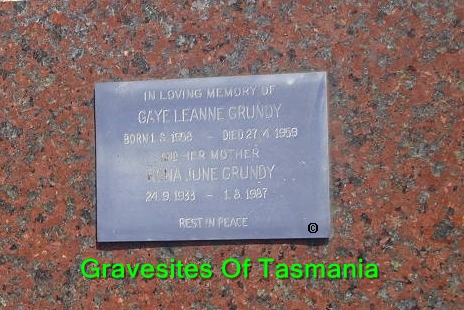 IN LOVING MEMORY OF
GAYE LEANNE GRUNDY
BORN 1. 8. 1958 - DIED 27. 4. 1959
AND HER MOTHER
JUNE GRUNDY
24. 9. 1933 - 1. 8. 1987
REST IN PEACE
©
Gravesites Of Tasmania